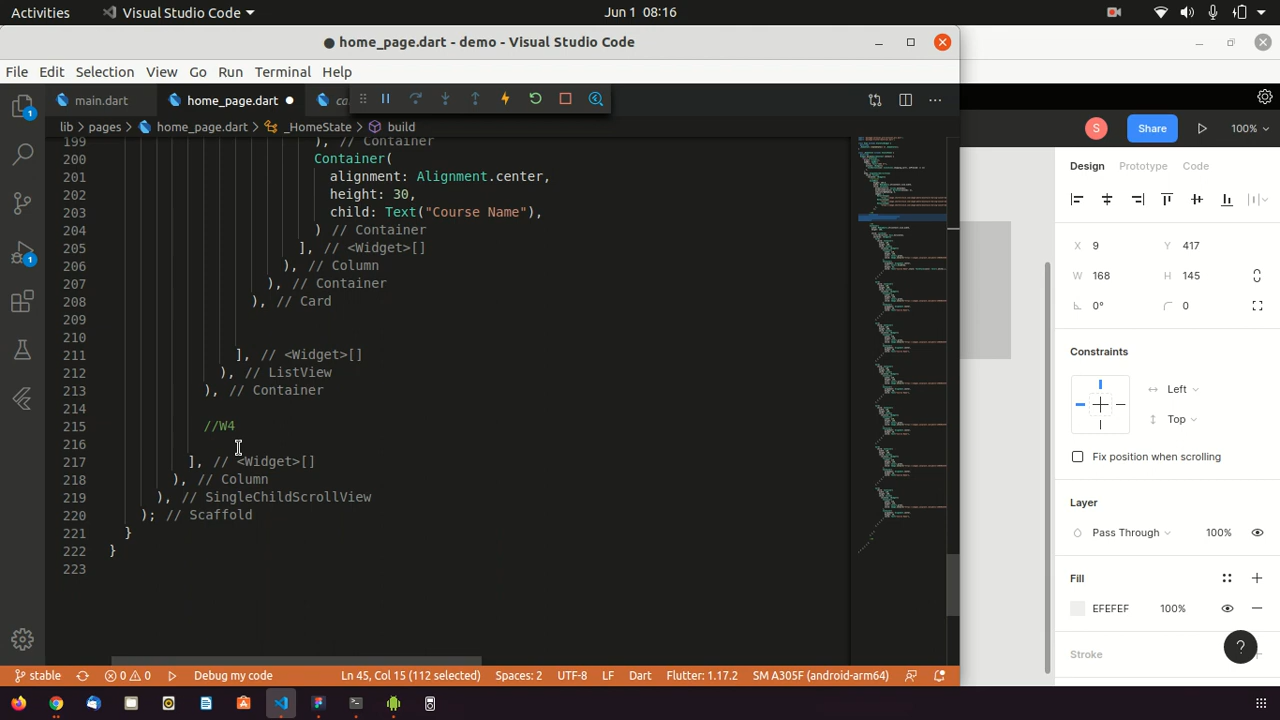 Activities
Visual Studio Code
Jun 1 08:16
● home_page.dart - demo - Visual Studio Code
File Edit Selection View Go Run Terminal Help
main.dart
home_page.dart ●
ca
lib > pages > home_page.dart > _HomeState > build
199 ), // Container
200 Container(
201 alignment: Alignment.center,
202 height: 30,
203 child: Text("Course Name"),
204 ) // Container
205 ], // <Widget>[]
206 ), // Column
207 ), // Container
208 ), // Card
209
210
211 ], // <Widget>[]
212 ), // ListView
213 ), // Container
214
215 //W4
216
217 ], // <Widget>[]
218 ), Column
219 ), // SingleChildScrollView
220 ); // Scaffold
221 }
222 }
223
1
1
stable
0 0
Debug my code
Ln 45, Col 15 (112 selected)
Spaces: 2
UTF-8
LF
Dart
Flutter: 1.17.2
SM A305F (android-arm64)
S
Share
100%
Design Prototype Code
X 9 Y 417
W 168 H 145
0° 0
Constraints
Left
Top
Fix position when scrolling
Layer
Pass Through 100%
Fill
EFEFEF 100%
Stroke
?